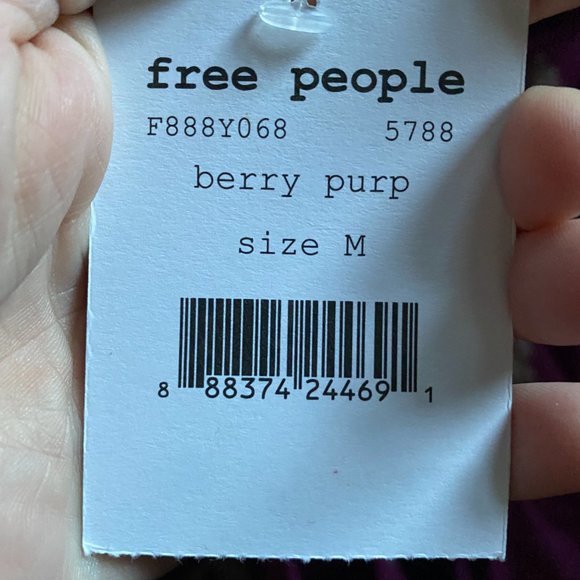 free people
F888Y068 5788
berry purp
size M
8 88374 24469 1